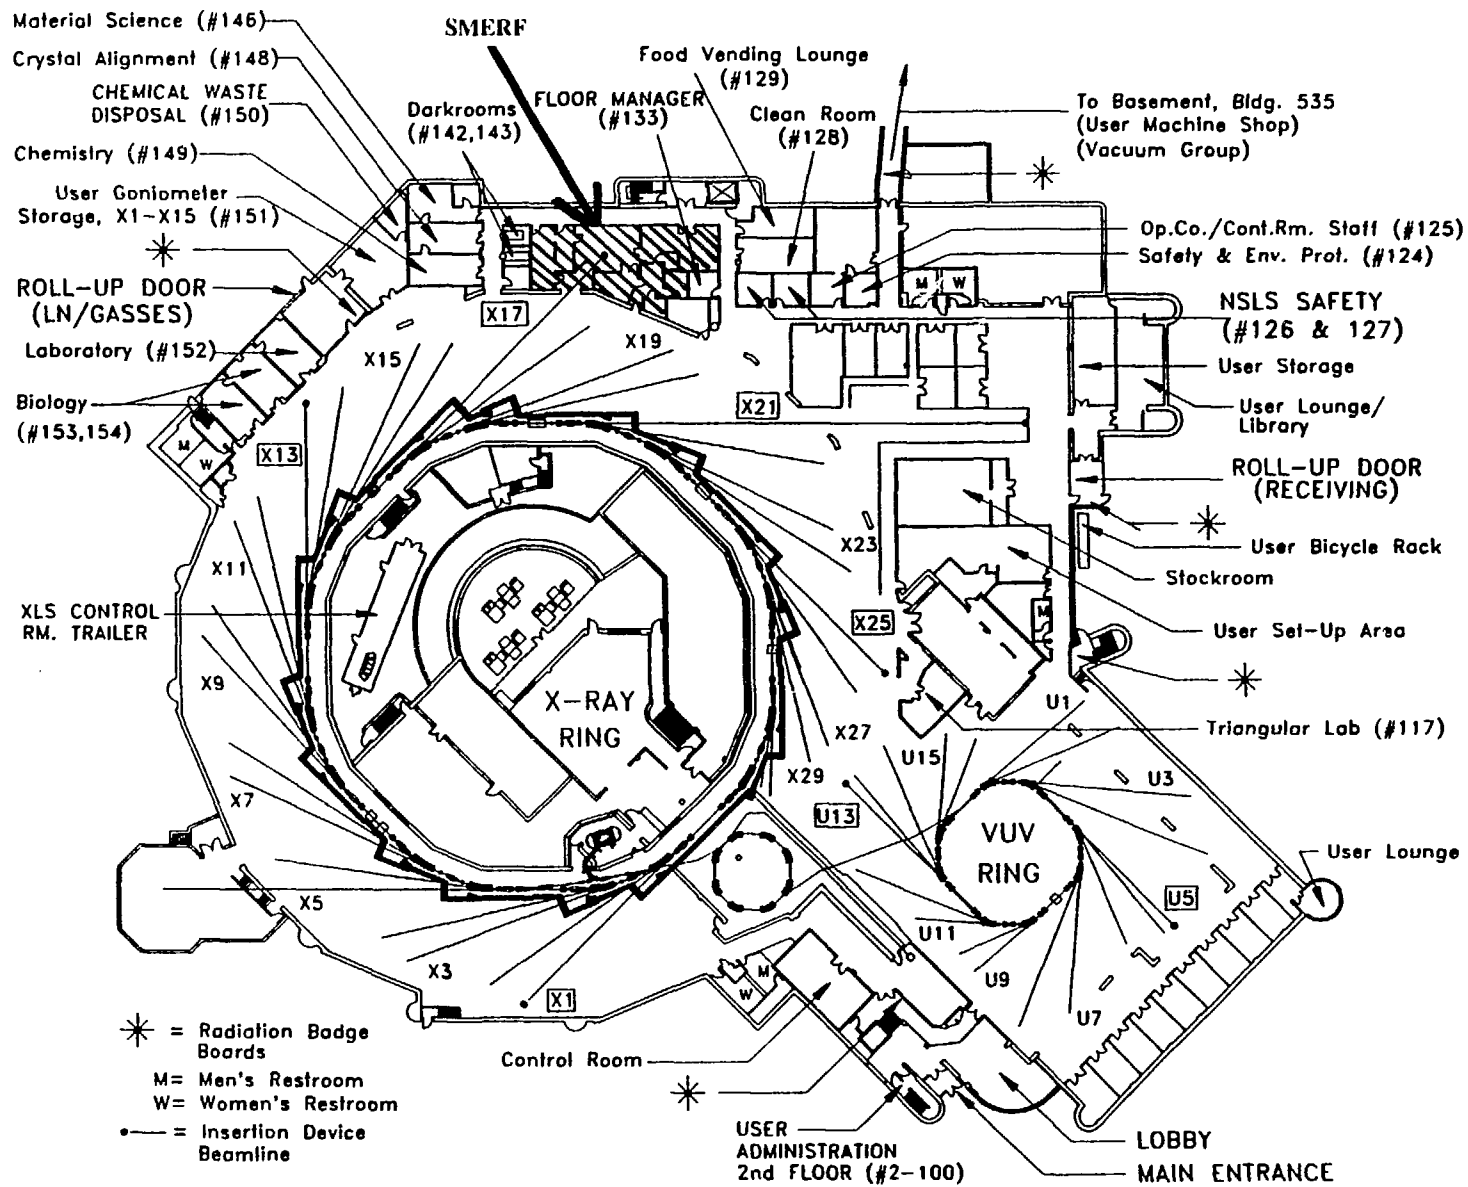 Material Science (#146)
Crystal Alignment (#148)
CHEMICAL WASTE
DISPOSAL (#150)
Chemistry (#149)
User Goniometer
Storage, X1-X15 (#151)
ROLL-UP DOOR
(LN/GASSES)
Laboratory (#152)
Biology
(#153,154)
SMERF
Darkrooms
(#142,143)
FLOOR MANAGER
(#133)
Food Vending Lounge
(#129)
Clean Room
(#128)
To Basement, Bldg. 535
(User Machine Shop)
(Vacuum Group)
Op.Co./Cont.Rm. Staff (#125)
Safety & Env. Prot. (#124)
NSLS SAFETY
(#126 & 127)
User Storage
User Lounge/
Library
ROLL-UP DOOR
(RECEIVING)
User Bicycle Rack
Stockroom
User Set-Up Area
Triangular Lab (#117)
User Lounge
M
W
X17
X19
X15
X21
X13
M
W
X23
X11
X25
M
XLS CONTROL
RM. TRAILER
X9
X-RAY
RING
X27
X29
U1
U15
U3
X7
U13
VUV
RING
X5
U5
U11
X3
U9
X1
U7
M
W
Control Room
USER
ADMINISTRATION
2nd FLOOR (#2-100)
LOBBY
MAIN ENTRANCE
= Radiation Badge
Boards
M= Men's Restroom
W= Women's Restroom
= Insertion Device
Beamline